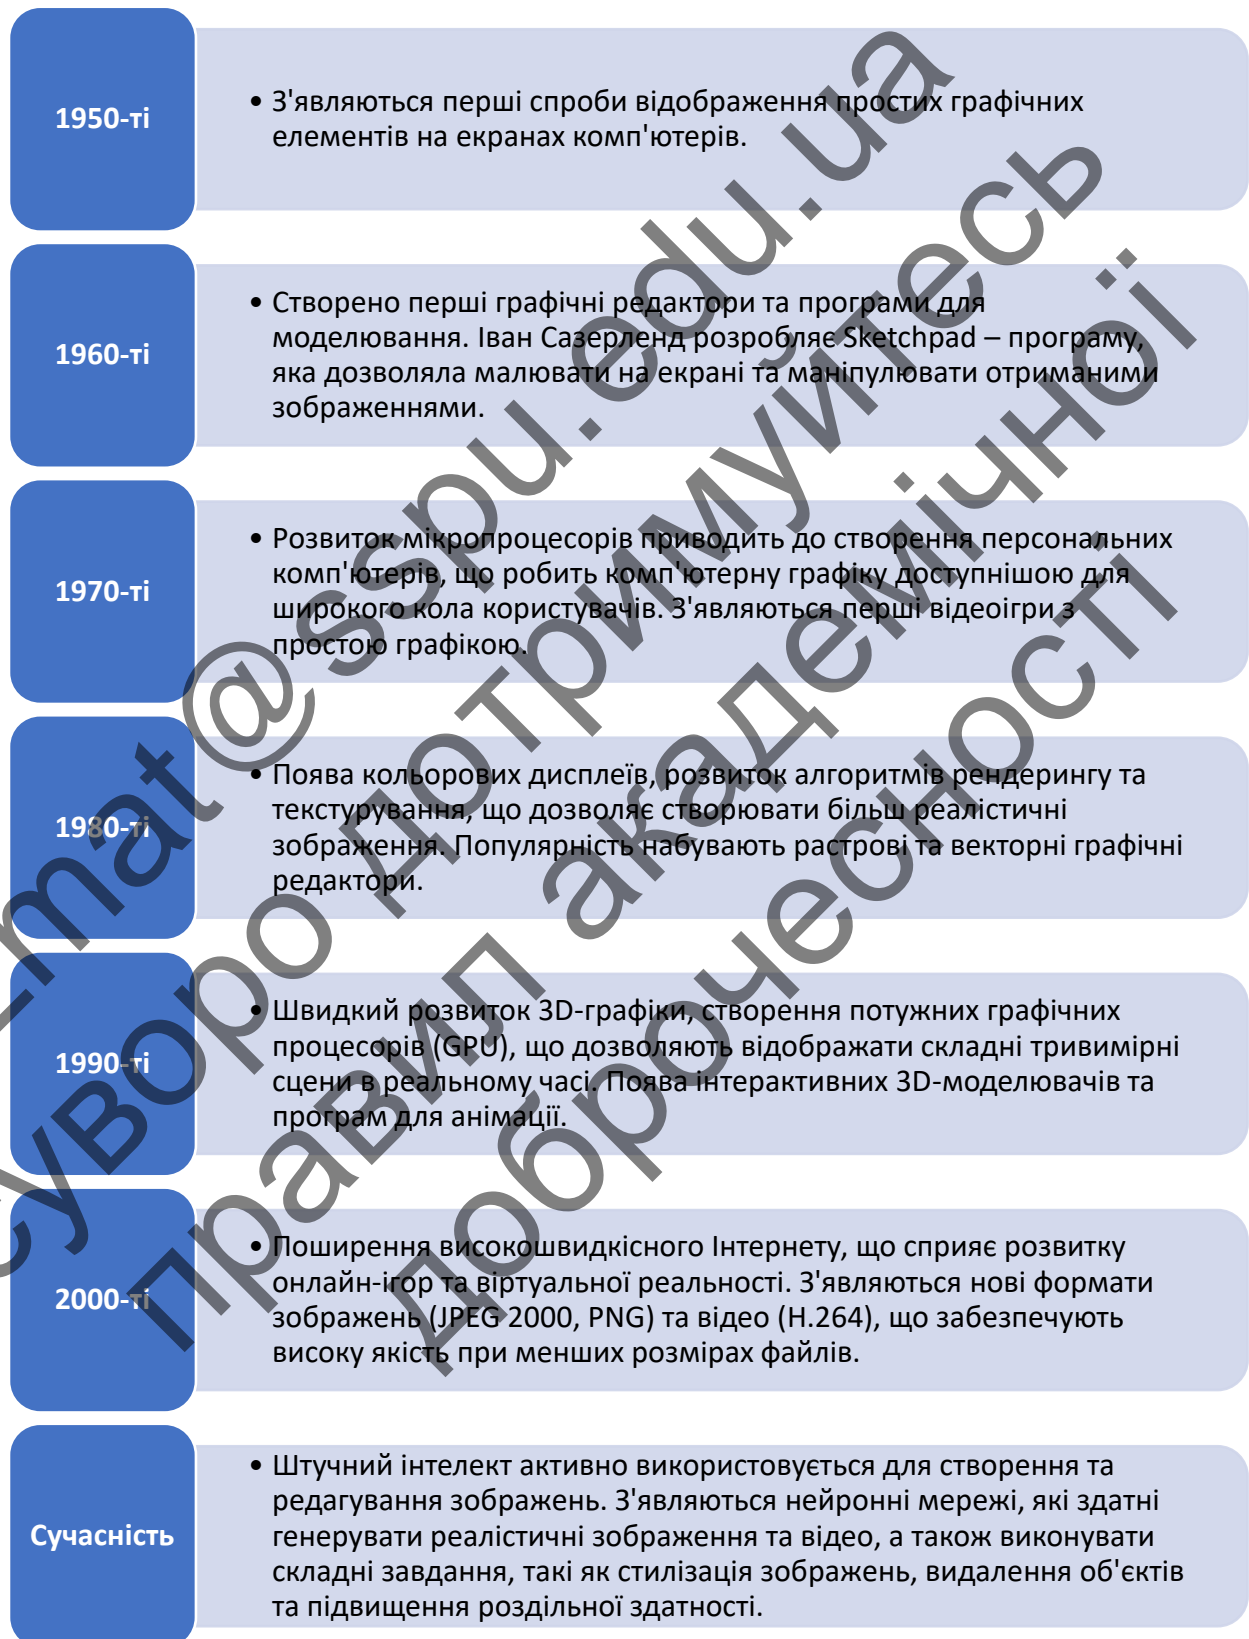 1950-ті
• З'являються перші спроби відображення простих графічних
елементів на екранах комп'ютерів.
1960-ті
• Створено перші графічні редактори та програми для
моделювання. Іван Сазерленд розробляє Sketchpad – програму,
яка дозволяла малювати на екрані та маніпулювати отриманими
зображеннями.
1970-ті
• Розвиток мікропроцесорів приводить до створення персональних
комп'ютерів, що робить комп'ютерну графіку доступнішою для
широкого кола користувачів. З'являються перші відеоігри з
простою графікою.
1980-ті
• Поява кольорових дисплеїв, розвиток алгоритмів рендерингу та
текстурування, що дозволяє створювати більш реалістичні
зображення. Популярність набувають растрові та векторні графічні
редактори.
1990-ті
• Швидкий розвиток 3D-графіки, створення потужних графічних
процесорів (GPU), що дозволяють відображати складні тривимірні
сцени в реальному часі. Поява інтерактивних 3D-моделювачів та
програм для анімації.
2000-ті
• Поширення високошвидкісного Інтернету, що сприяє розвитку
онлайн-ігор та віртуальної реальності. З'являються нові формати
зображень (JPEG 2000, PNG) та відео (H.264), що забезпечують
високу якість при менших розмірах файлів.
Сучасність
• Штучний інтелект активно використовується для створення та
редагування зображень. З'являються нейронні мережі, які здатні
генерувати реалістичні зображення та відео, а також виконувати
складні завдання, такі як стилізація зображень, видалення об'єктів
та підвищення роздільної здатності.
mat@sspu.edu.ua
суворо дотримуйтесь
правил академічної
доброчесності